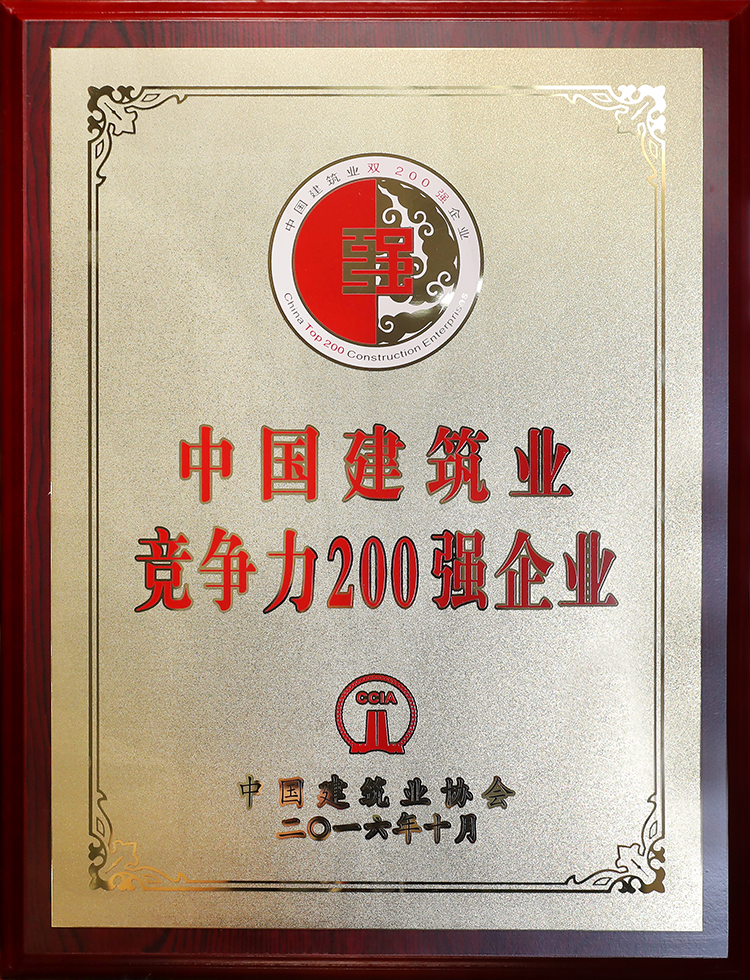 中国建筑业双200强企业
强
China Top 200 Construction Enterprises
中国建筑业
竞争力200强企业
CCIA
中国建筑业协会
二〇一六年十月